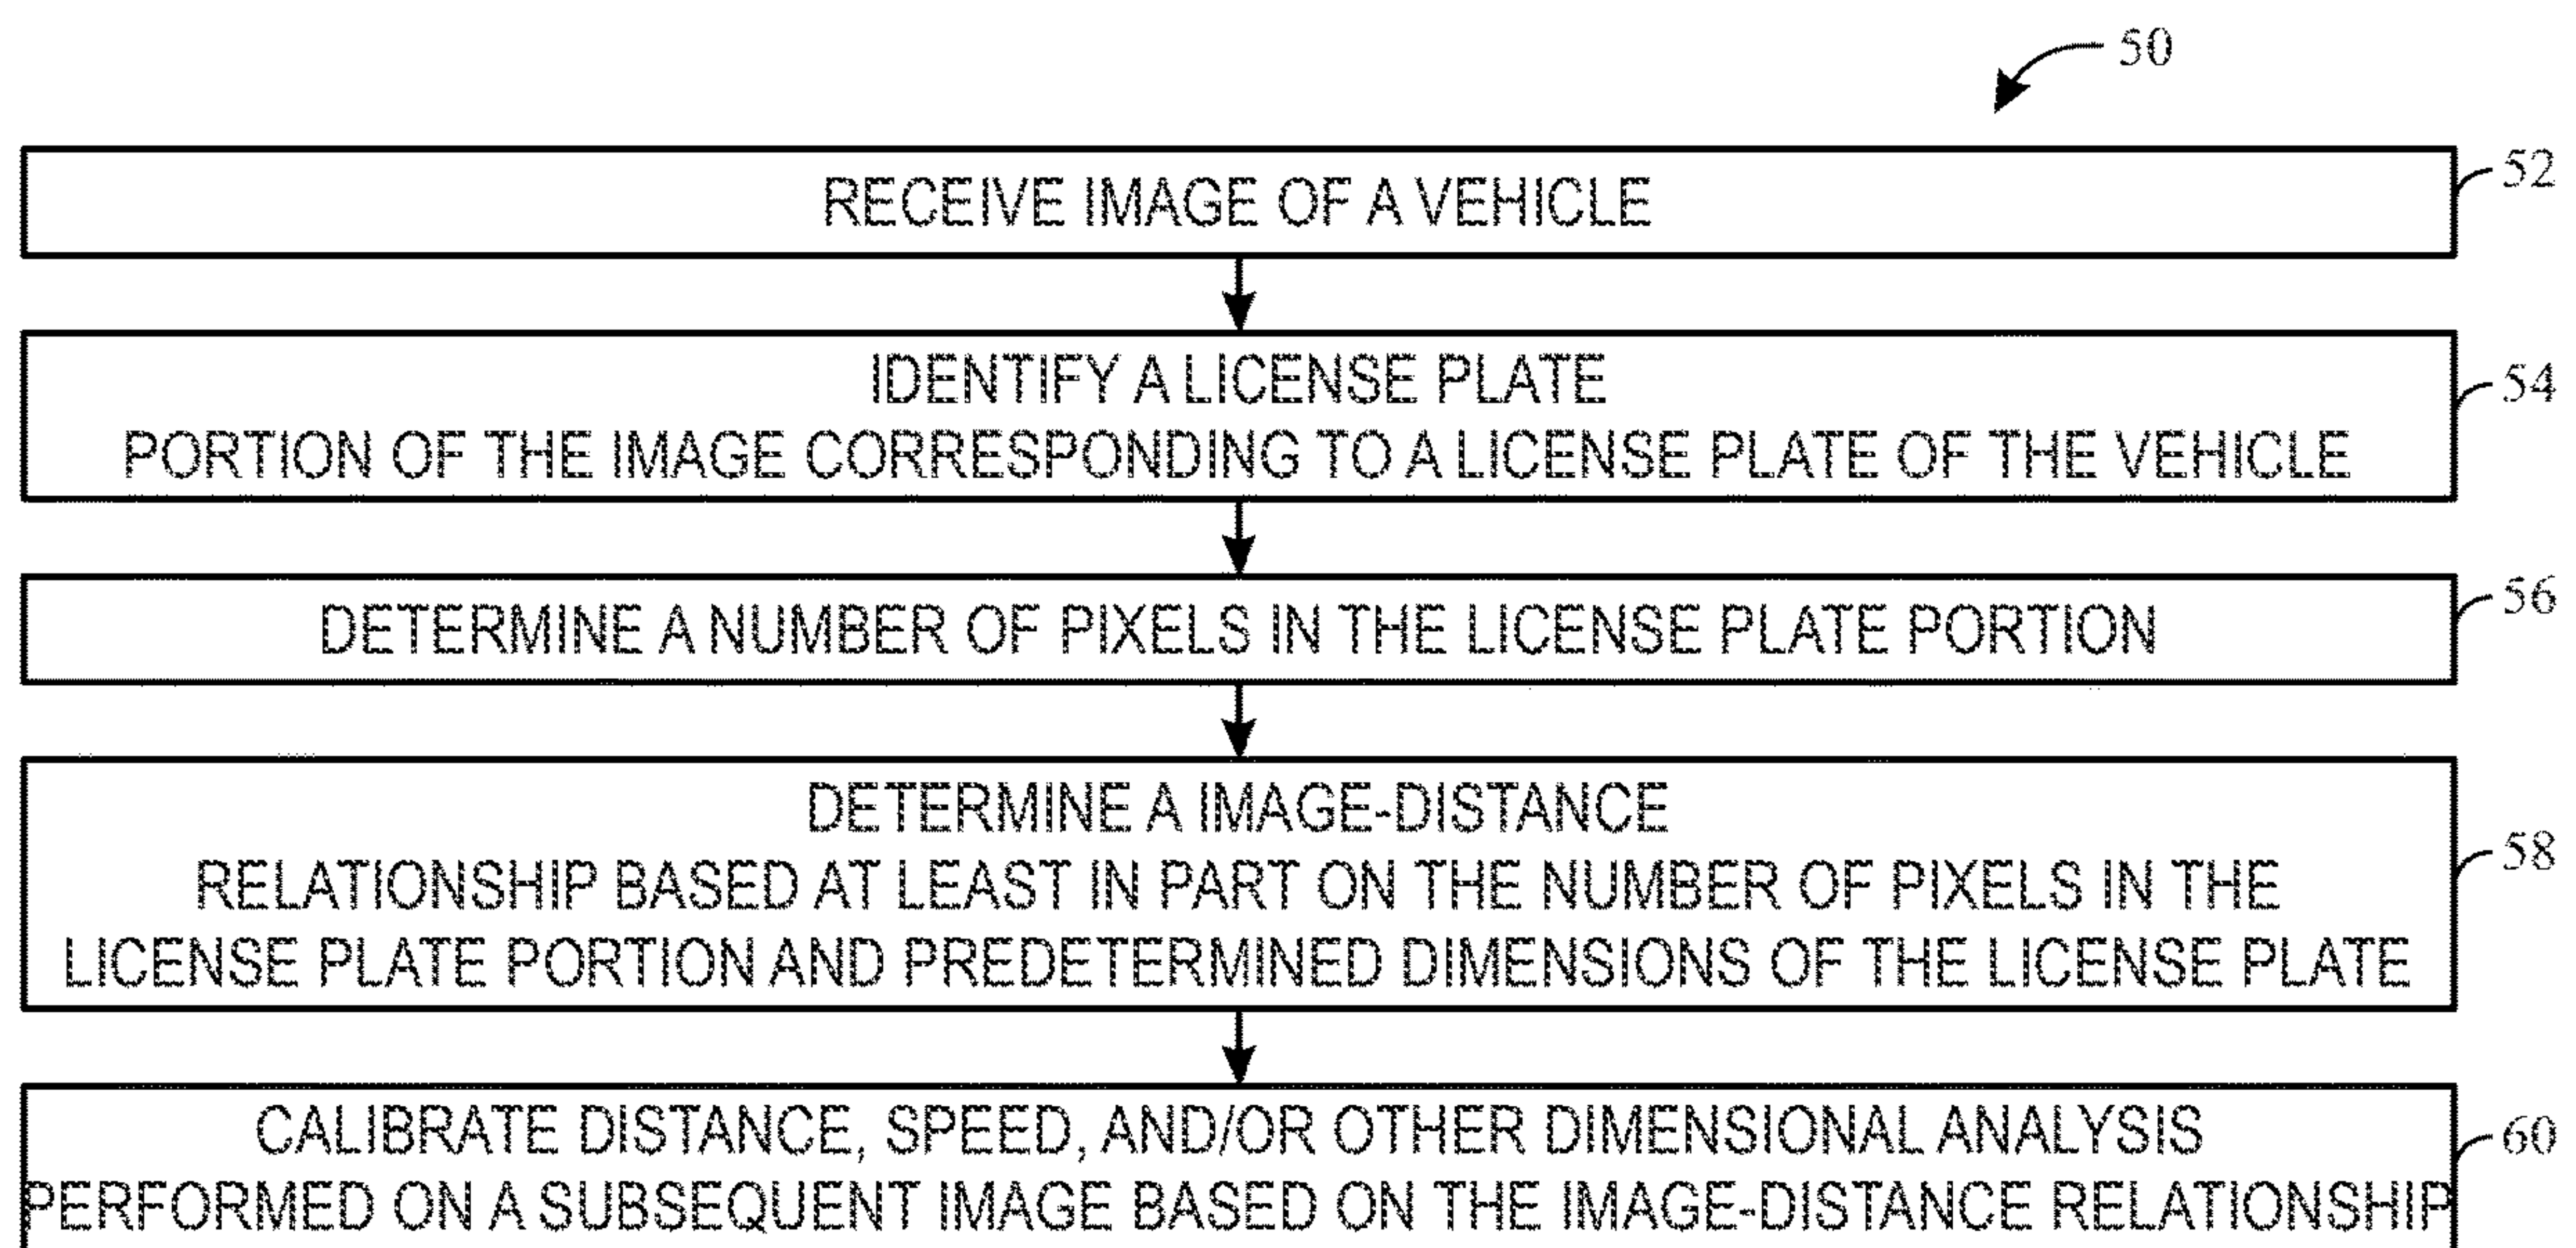 50
RECEIVE IMAGE OF A VEHICLE
52
IDENTIFY A LICENSE PLATE
PORTION OF THE IMAGE CORRESPONDING TO A LICENSE PLATE OF THE VEHICLE
54
DETERMINE A NUMBER OF PIXELS IN THE LICENSE PLATE PORTION
56
DETERMINE A IMAGE-DISTANCE
RELATIONSHIP BASED AT LEAST IN PART ON THE NUMBER OF PIXELS IN THE
LICENSE PLATE PORTION AND PREDETERMINED DIMENSIONS OF THE LICENSE PLATE
58
CALIBRATE DISTANCE, SPEED, AND/OR OTHER DIMENSIONAL ANALYSIS
PERFORMED ON A SUBSEQUENT IMAGE BASED ON THE IMAGE-DISTANCE RELATIONSHIP
60